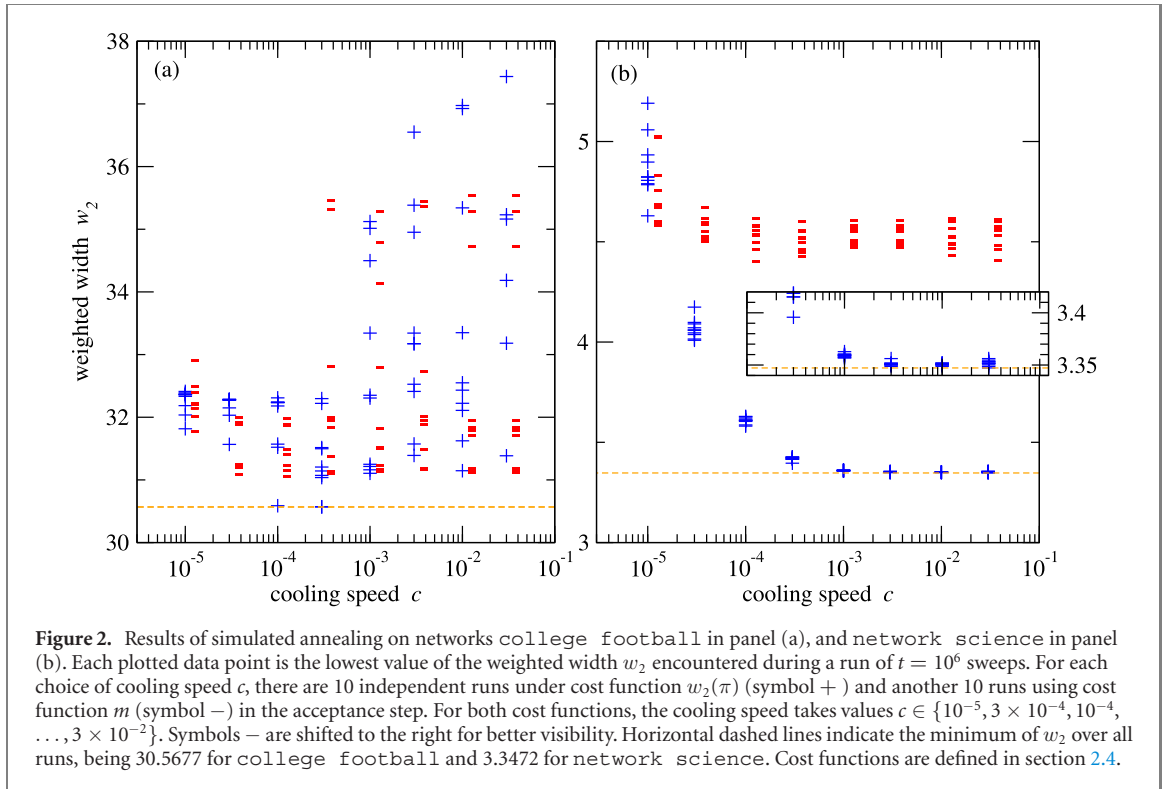 38
36
34
32
30
weighted width w₂
(a)
10⁻⁵ 10⁻⁴ 10⁻³ 10⁻² 10⁻¹
cooling speed c
5
4
3
(b)
3.4
3.35
10⁻⁵ 10⁻⁴ 10⁻³ 10⁻² 10⁻¹
cooling speed c
Figure 2. Results of simulated annealing on networks college football in panel (a), and network science in panel
(b). Each plotted data point is the lowest value of the weighted width w₂ encountered during a run of t = 10⁶ sweeps. For each
choice of cooling speed c, there are 10 independent runs under cost function w₂(π) (symbol + ) and another 10 runs using cost
function m (symbol −) in the acceptance step. For both cost functions, the cooling speed takes values c ∈ {10⁻⁵, 3 × 10⁻⁴, 10⁻⁴,
. . . , 3 × 10⁻²}. Symbols − are shifted to the right for better visibility. Horizontal dashed lines indicate the minimum of w₂ over all
runs, being 30.5677 for college football and 3.3472 for network science. Cost functions are defined in section 2.4.